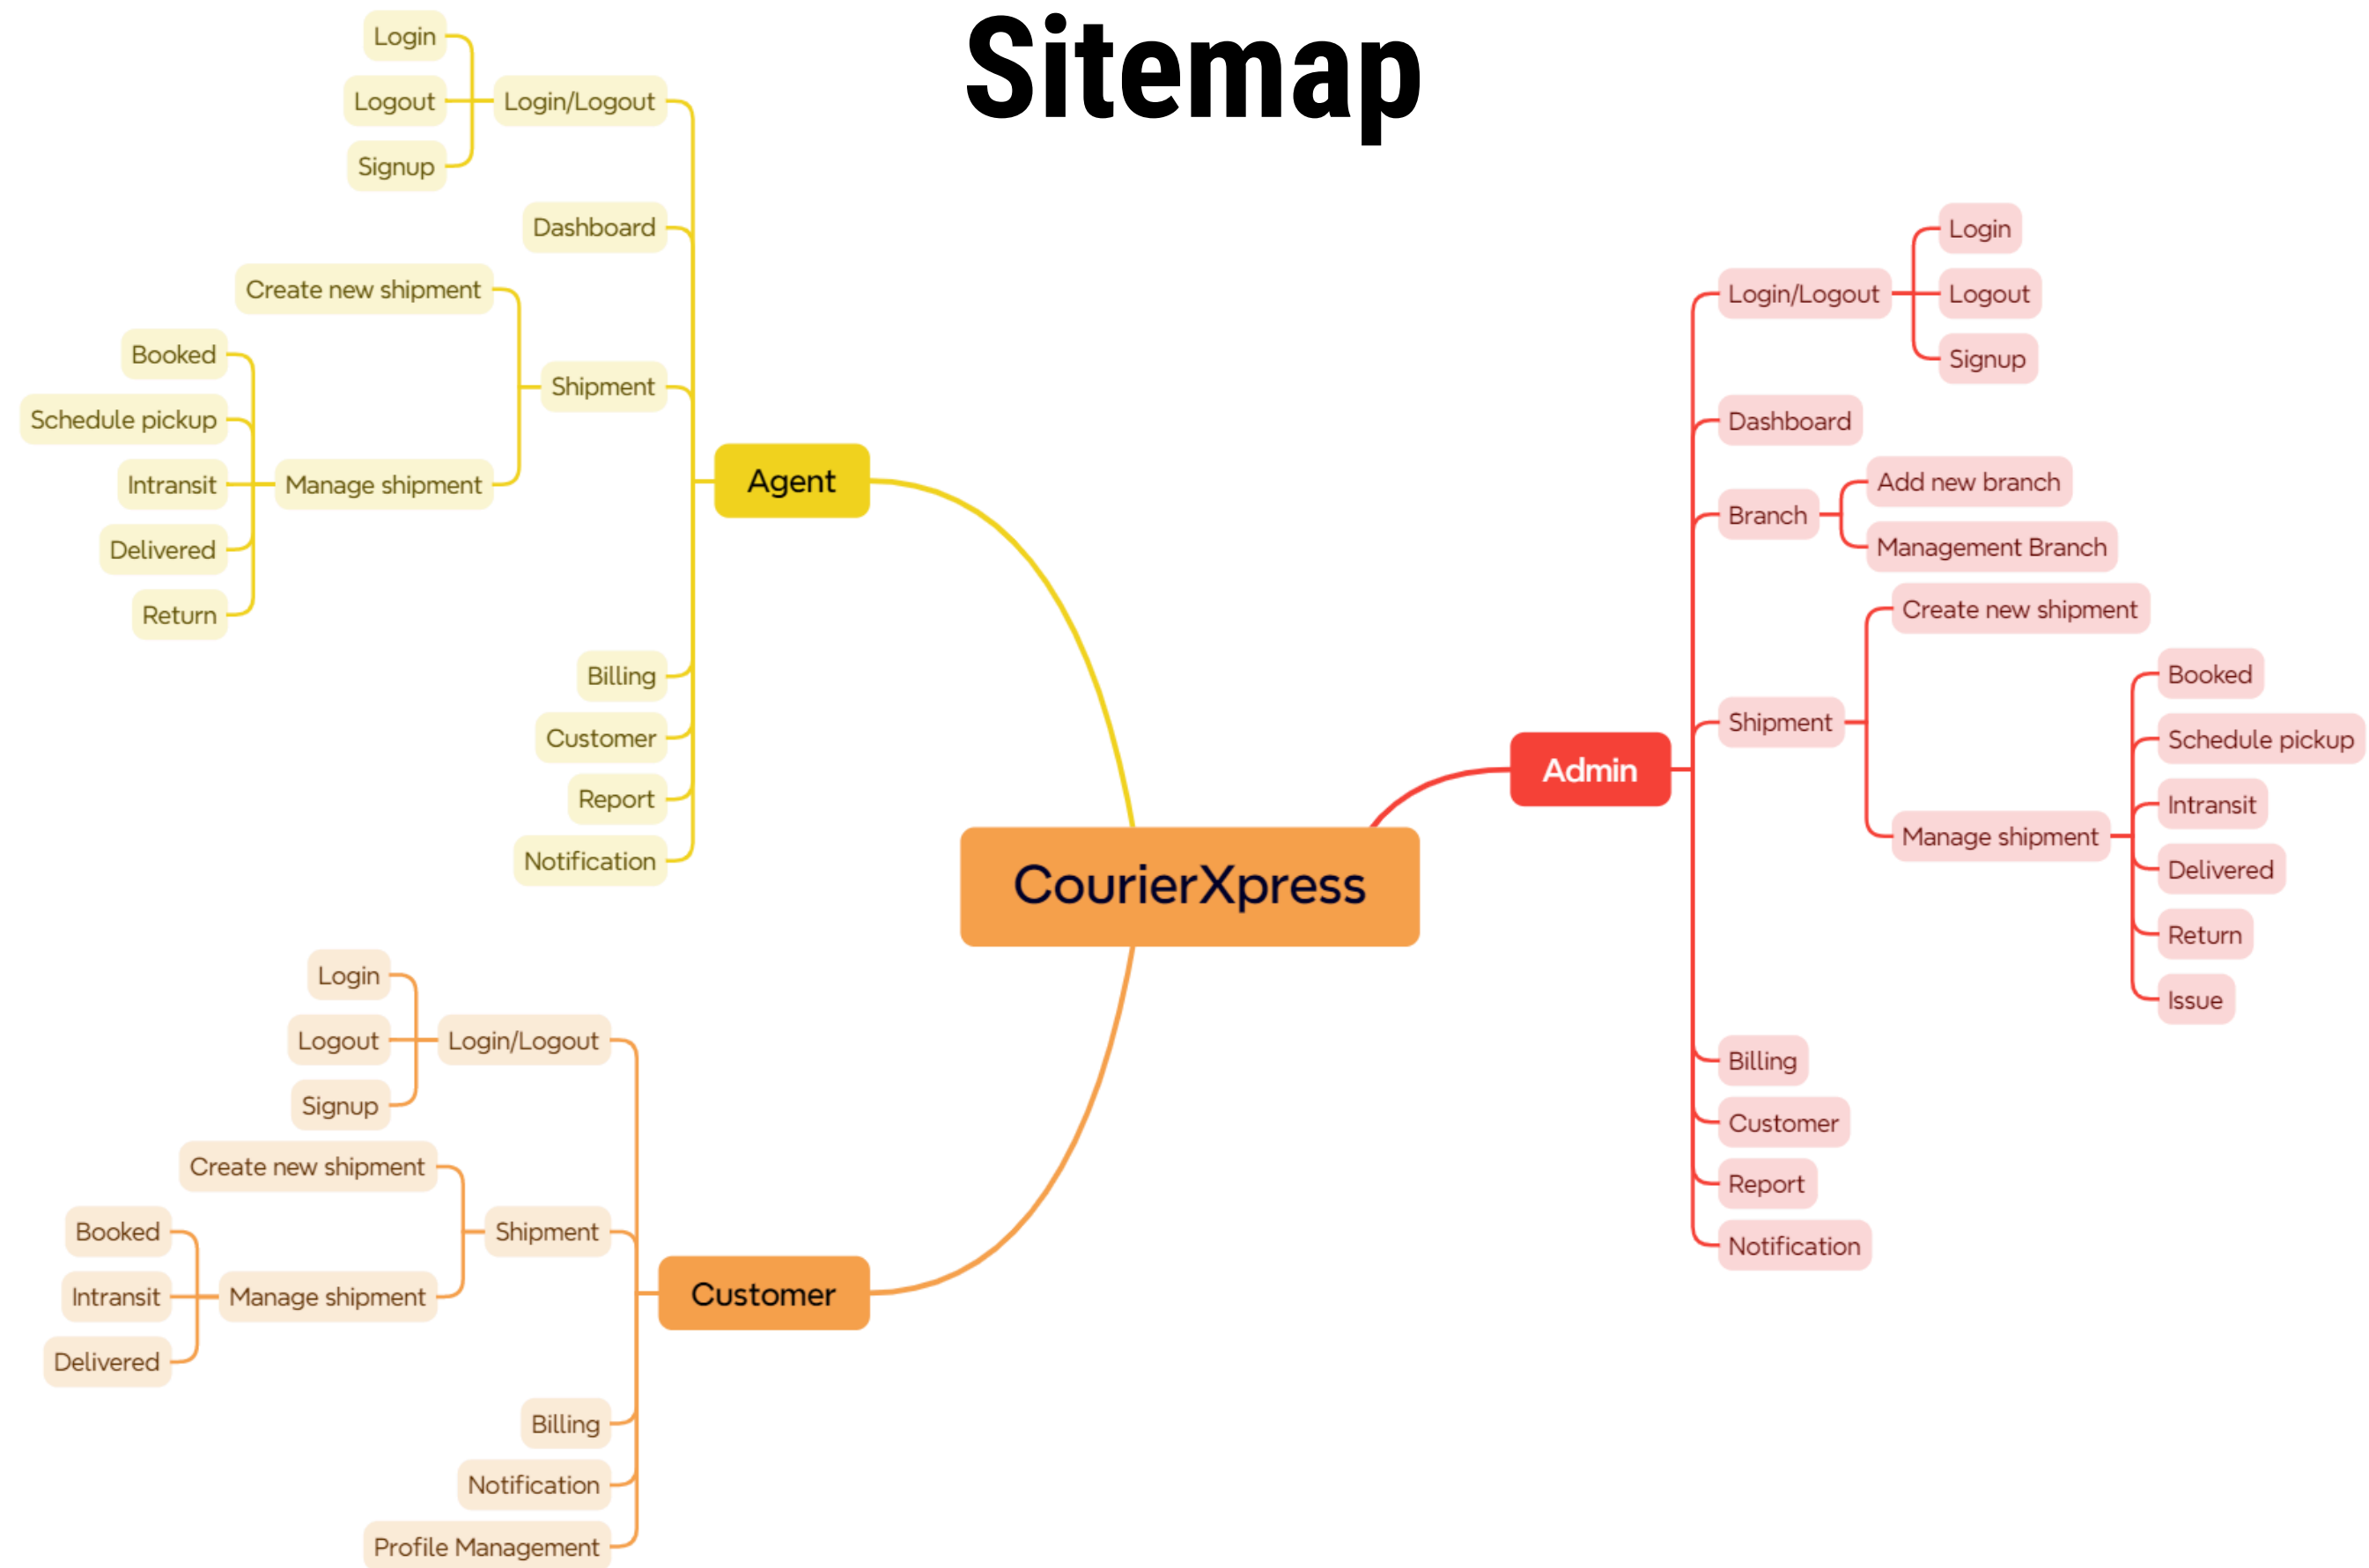 Sitemap
Login
Logout
Signup
Login/Logout
Dashboard
Create new shipment
Booked
Schedule pickup
Intransit
Delivered
Return
Manage shipment
Shipment
Agent
Billing
Customer
Report
Notification
CourierXpress
Login
Logout
Signup
Login/Logout
Create new shipment
Booked
Intransit
Delivered
Manage shipment
Shipment
Customer
Billing
Notification
Profile Management
Admin
Login/Logout
Login
Logout
Signup
Dashboard
Branch
Add new branch
Management Branch
Shipment
Create new shipment
Manage shipment
Booked
Schedule pickup
Intransit
Delivered
Return
Issue
Billing
Customer
Report
Notification